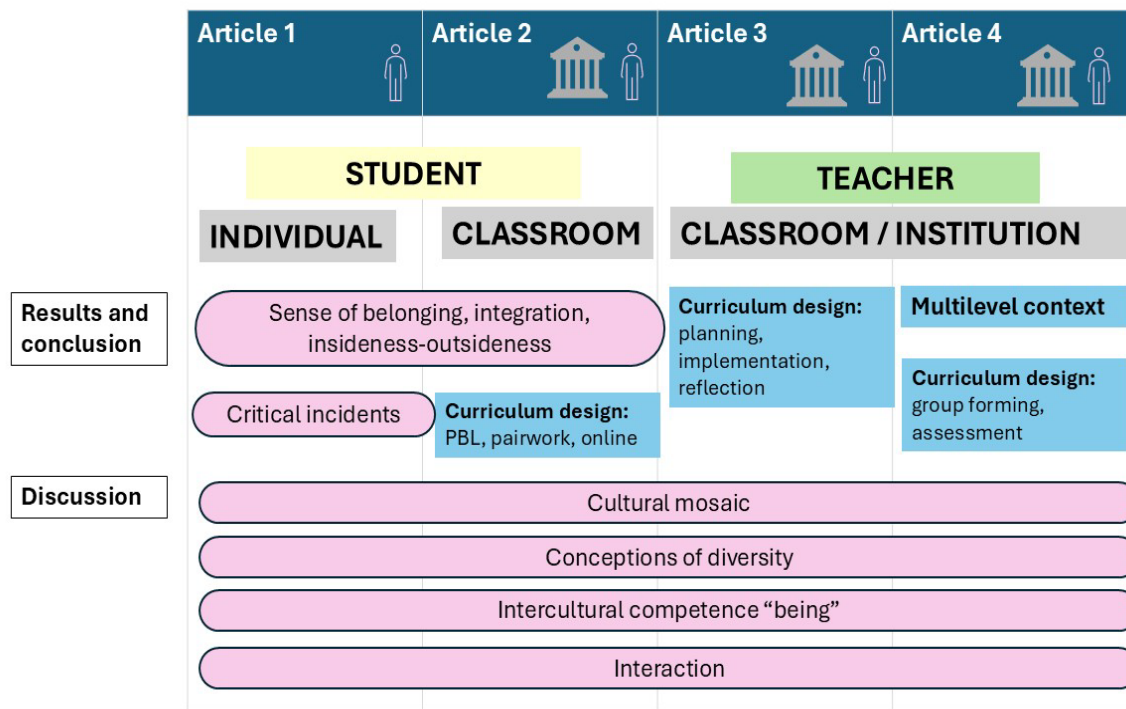 Article 1
Article 2
Article 3
Article 4
STUDENT
TEACHER
INDIVIDUAL
CLASSROOM
CLASSROOM / INSTITUTION
Results and
conclusion
Sense of belonging, integration,
insideness-outsideness
Curriculum design:
planning,
implementation,
reflection
Multilevel context
Critical incidents
Curriculum design:
PBL, pairwork, online
Curriculum design:
group forming,
assessment
Discussion
Cultural mosaic
Conceptions of diversity
Intercultural competence “being”
Interaction